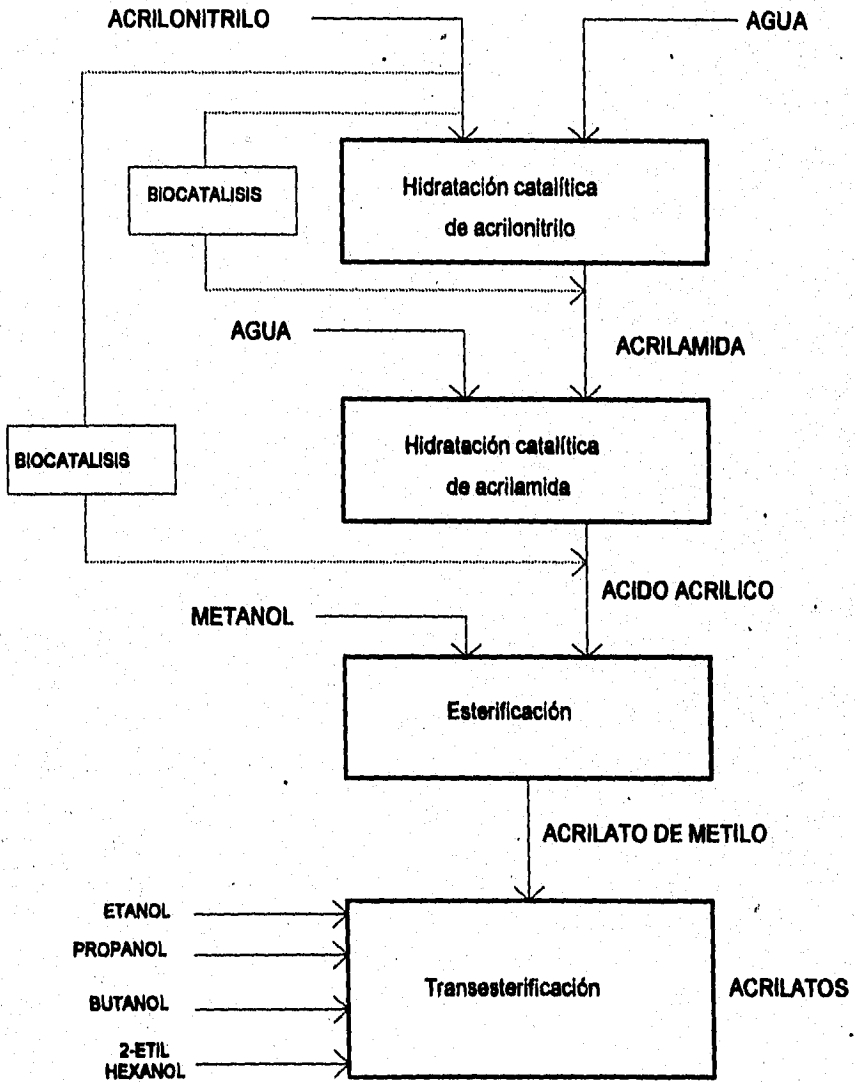 ACRILONITRILO
AGUA
BIOCATALISIS
Hidratación catalítica
de acrilonitrilo
AGUA
ACRILAMIDA
BIOCATALISIS
Hidratación catalítica
de acrilamida
ACIDO ACRILICO
METANOL
Esterificación
ACRILATO DE METILO
ETANOL
PROPANOL
BUTANOL
2-ETIL
HEXANOL
Transesterificación
ACRILATOS